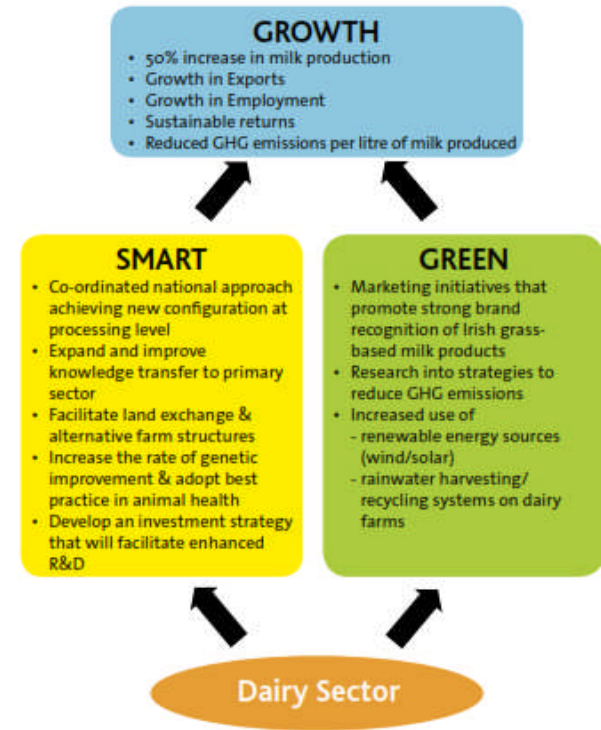 GROWTH
• 50% increase in milk production
• Growth in Exports
• Growth in Employment
• Sustainable returns
• Reduced GHG emissions per litre of milk produced
SMART
• Co-ordinated national approach
achieving new configuration at
processing level
• Expand and improve
knowledge transfer to primary
sector
• Facilitate land exchange &
alternative farm structures
• Increase the rate of genetic
improvement & adopt best
practice in animal health
• Develop an investment strategy
that will facilitate enhanced
R&D
GREEN
• Marketing initiatives that
promote strong brand
recognition of Irish grass-
based milk products
• Research into strategies to
reduce GHG emissions
• Increased use of
- renewable energy sources
(wind/solar)
- rainwater harvesting/
recycling systems on dairy
farms
Dairy Sector